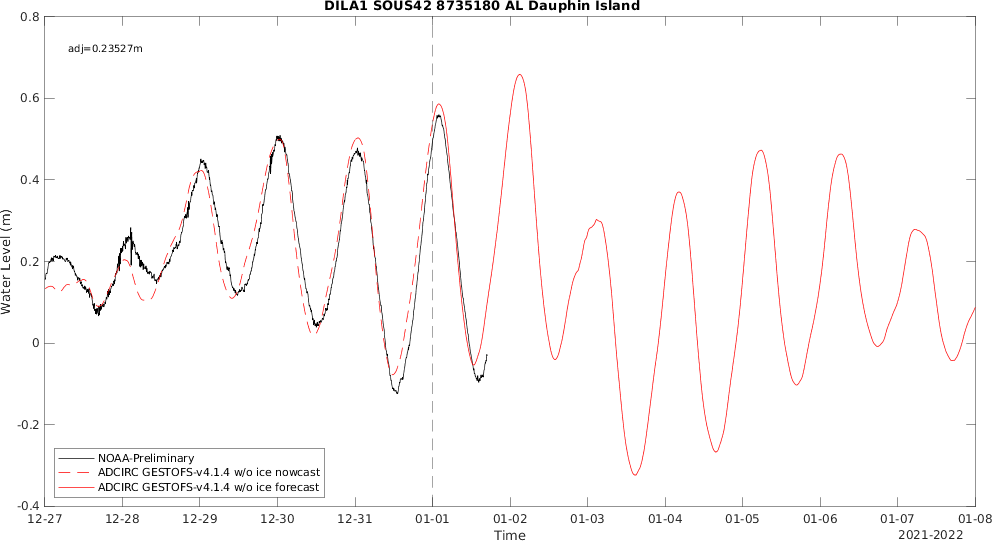 DILA1 SOUS42 8735180 AL Dauphin Island
0.8
adj=0.23527m
0.6
0.4
0.2
0
-0.2
-0.4
Water Level (m)
NOAA-Preliminary
ADCIRC GESTOFS-v4.1.4 w/o ice nowcast
ADCIRC GESTOFS-v4.1.4 w/o ice forecast
12-27 12-28 12-29 12-30 12-31 01-01 01-02 01-03 01-04 01-05 01-06 01-07 01-08
Time
2021-2022